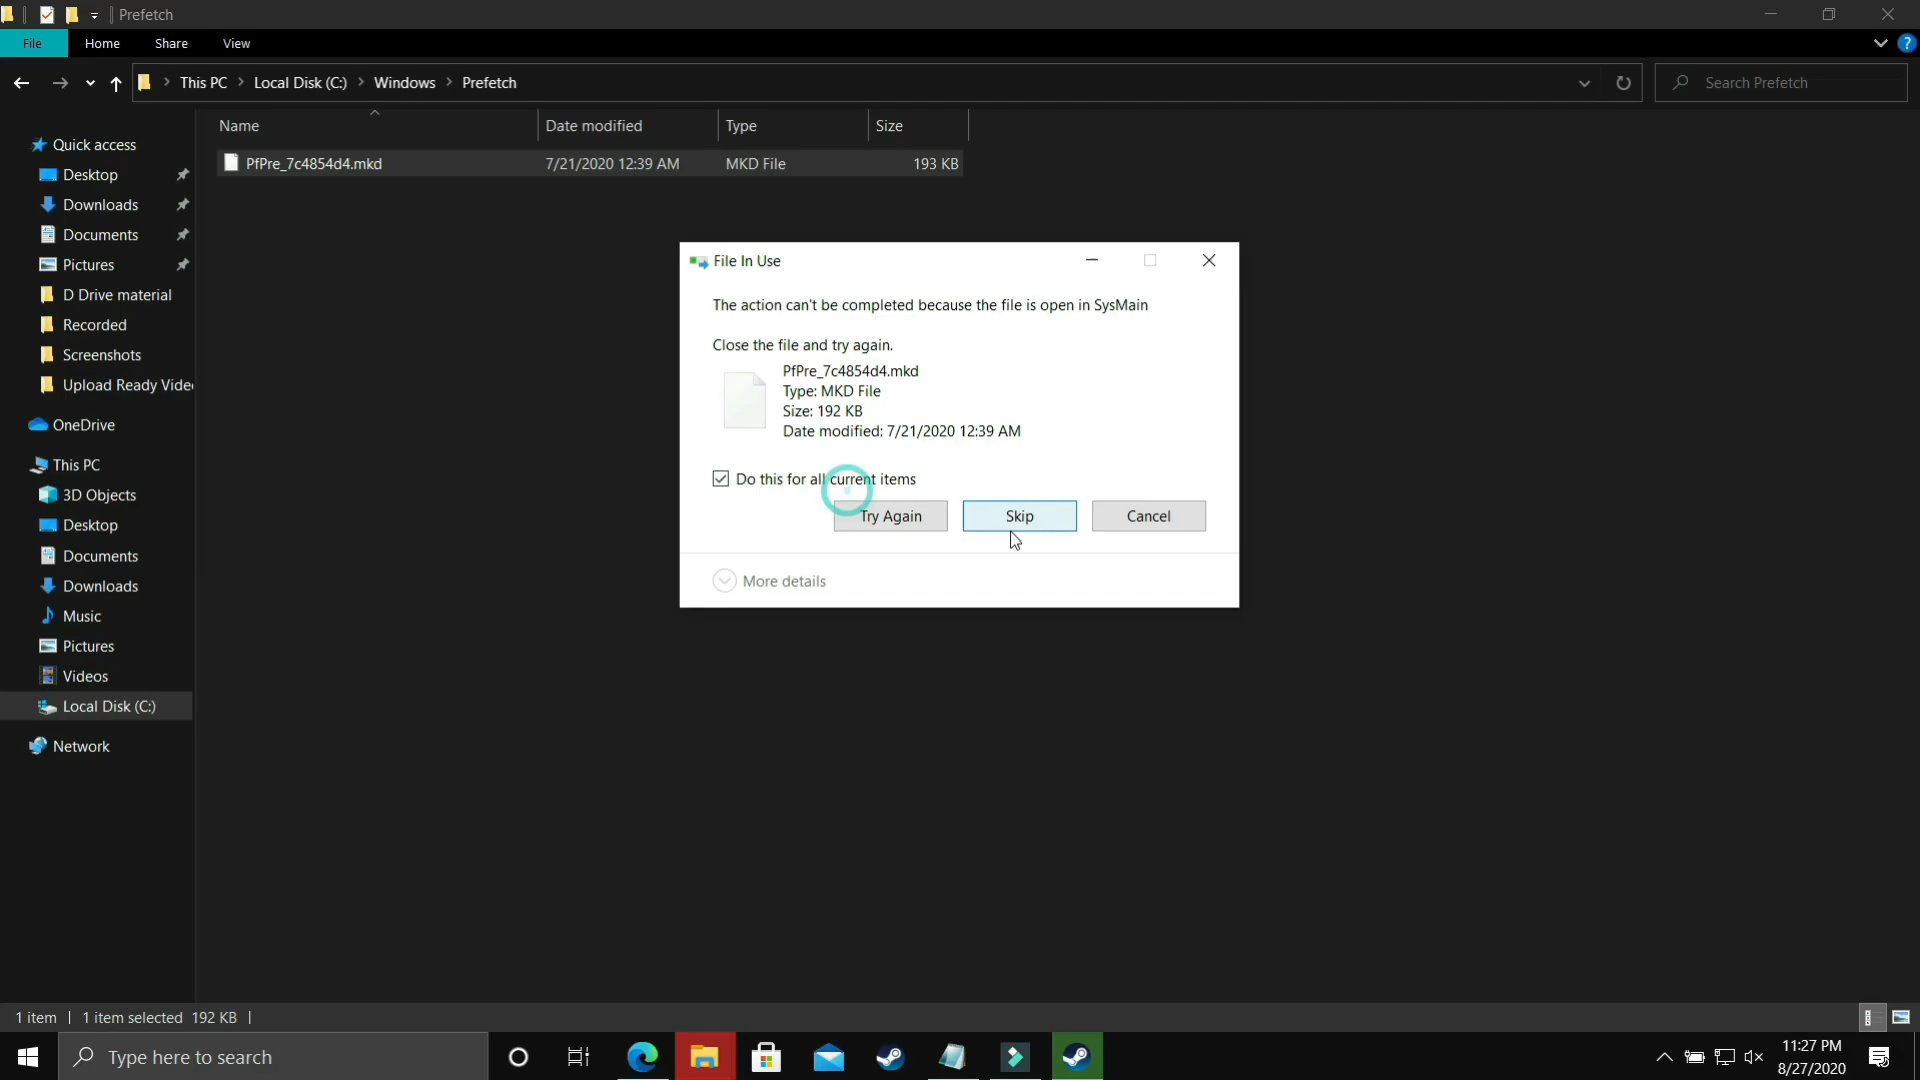 Prefetch
File
Home
Share
View
This PC
Local Disk (C:)
Windows
Prefetch
Search Prefetch
Name
Date modified
Type
Size
PfPre_7c4854d4.mkd
7/21/2020 12:39 AM
MKD File
193 KB
Quick access
Desktop
Downloads
Documents
Pictures
D Drive material
Recorded
Screenshots
Upload Ready Vide
OneDrive
This PC
3D Objects
Desktop
Documents
Downloads
Music
Pictures
Videos
Local Disk (C:)
Network
File In Use
The action can't be completed because the file is open in SysMain
Close the file and try again.
PfPre_7c4854d4.mkd
Type: MKD File
Size: 192 KB
Date modified: 7/21/2020 12:39 AM
Do this for all current items
Try Again
Skip
Cancel
More details
1 item
1 item selected 192 KB
Type here to search
11:27 PM
8/27/2020